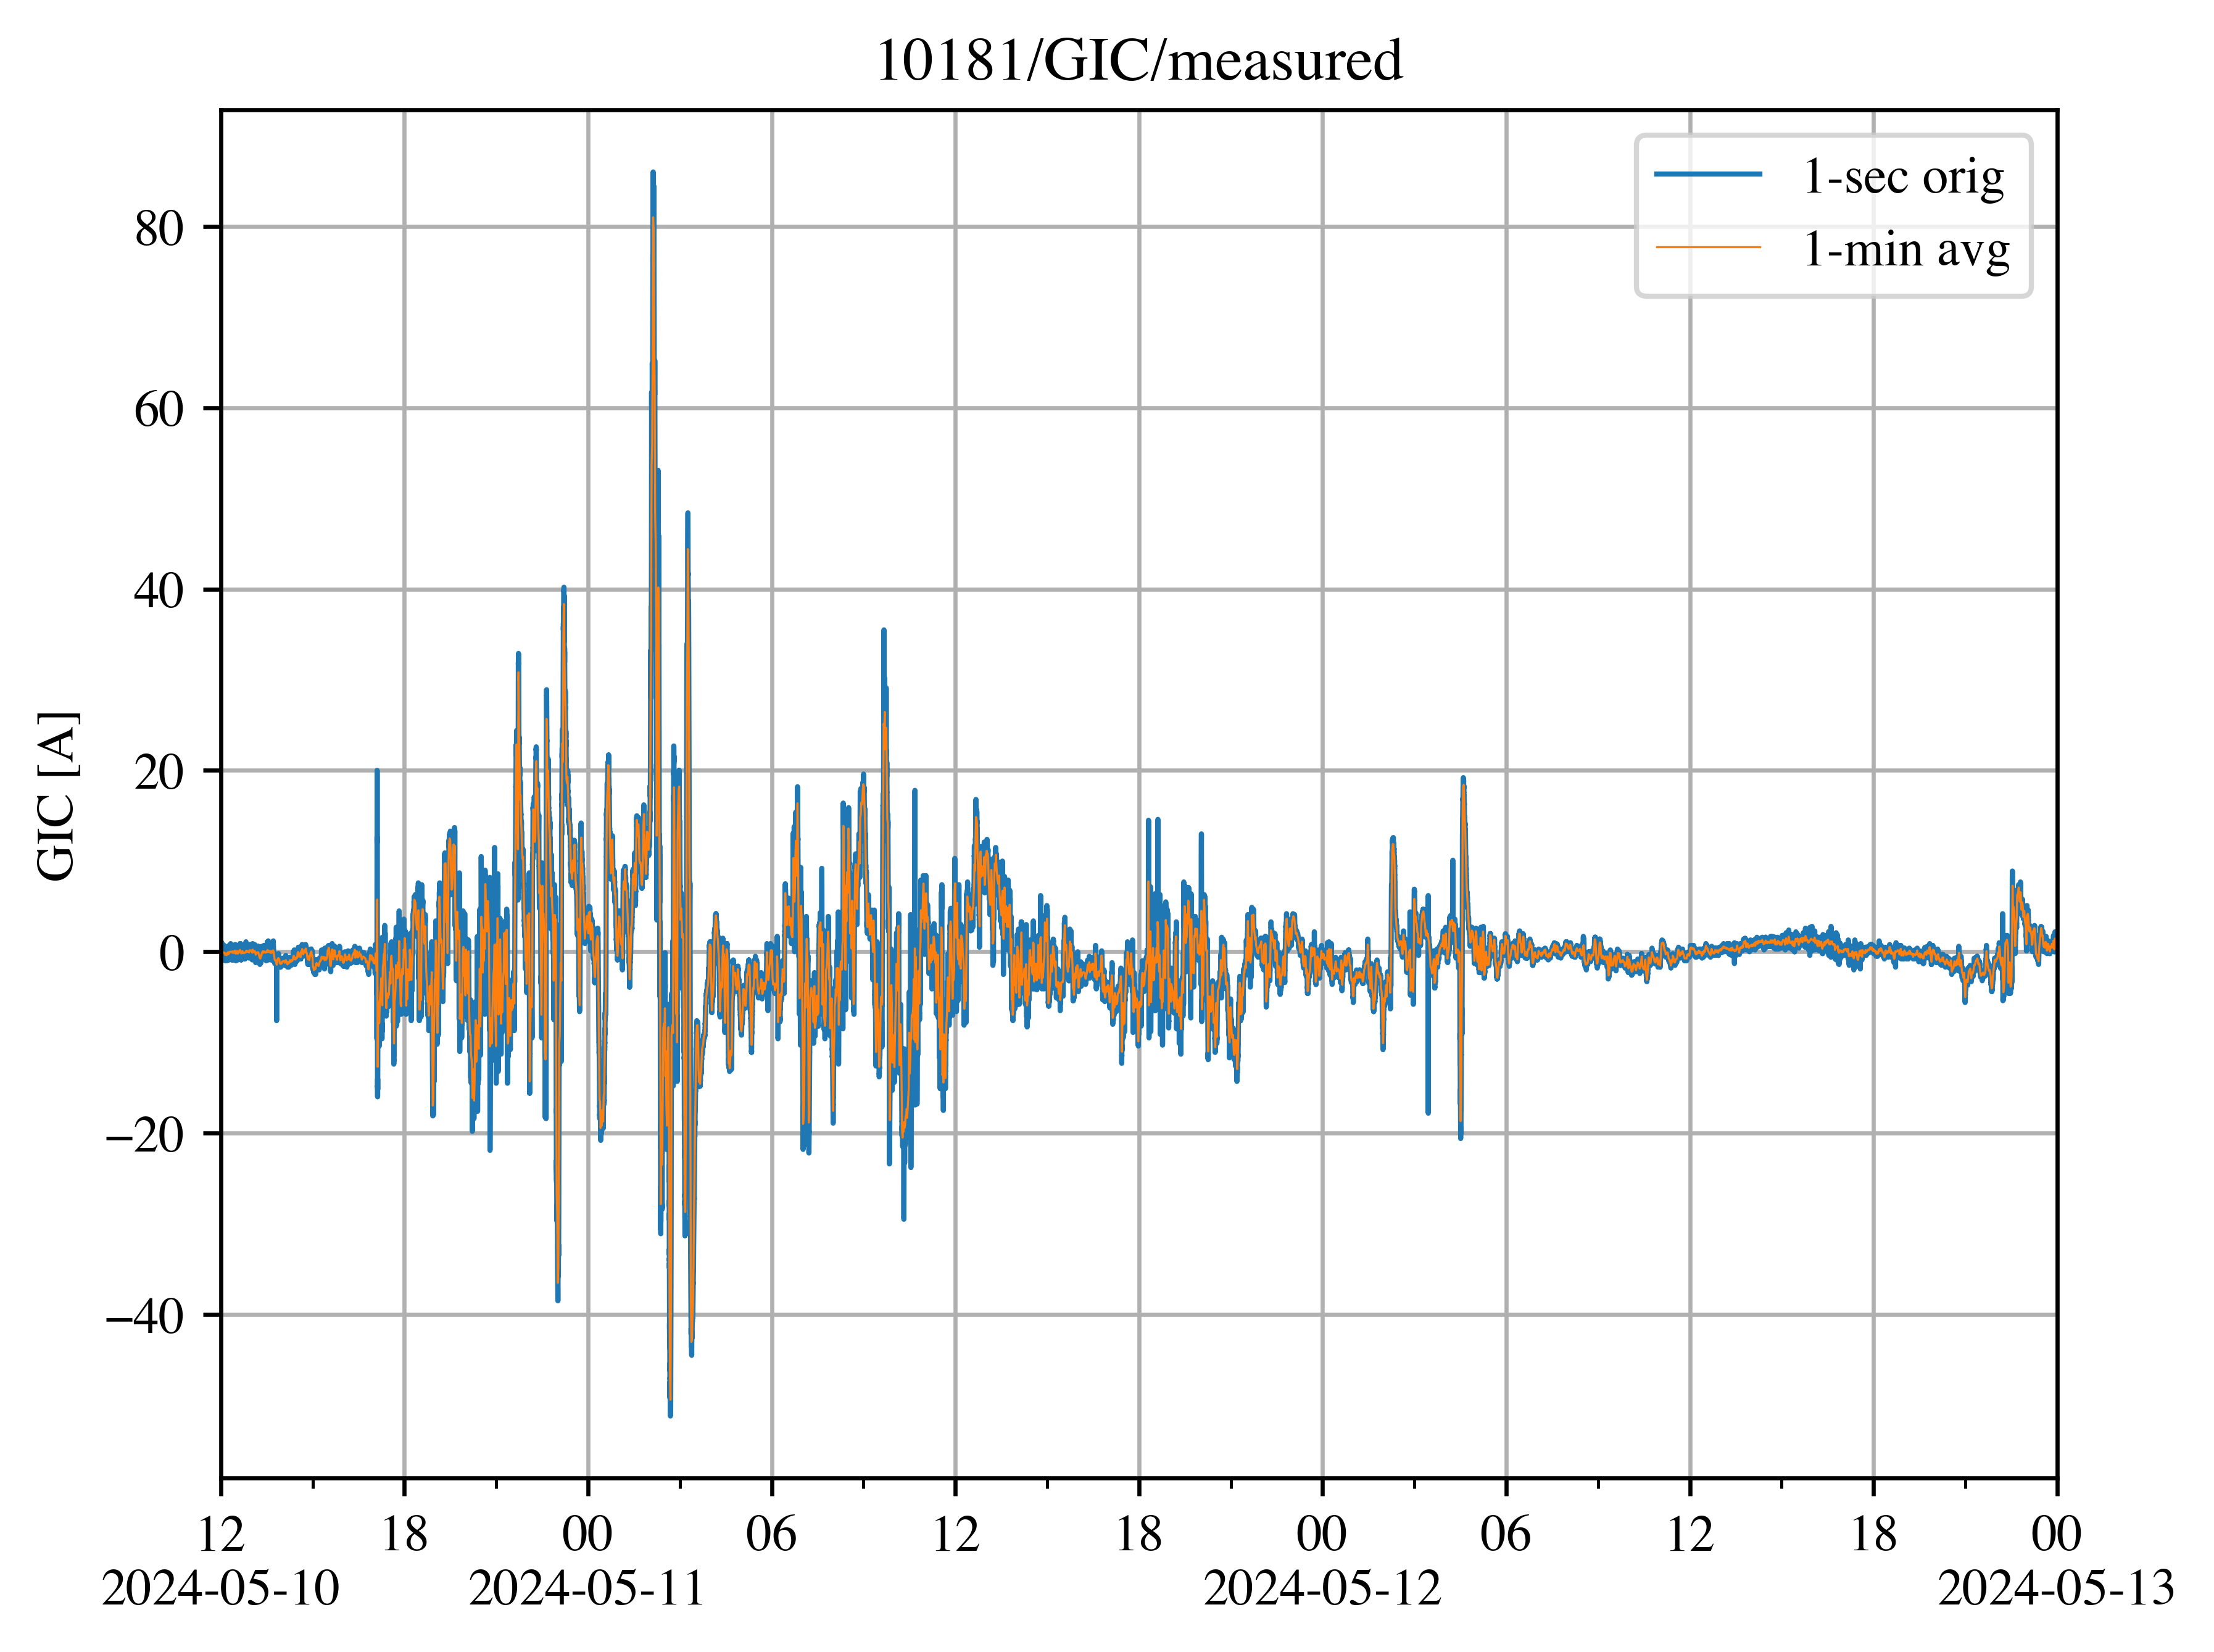 10181/GIC/measured
1-sec orig
1-min avg
GIC [A]
80
60
40
20
0
−20
−40
12 18 00 06 12 18 00 06 12 18 00
2024-05-10 2024-05-11 2024-05-12 2024-05-13